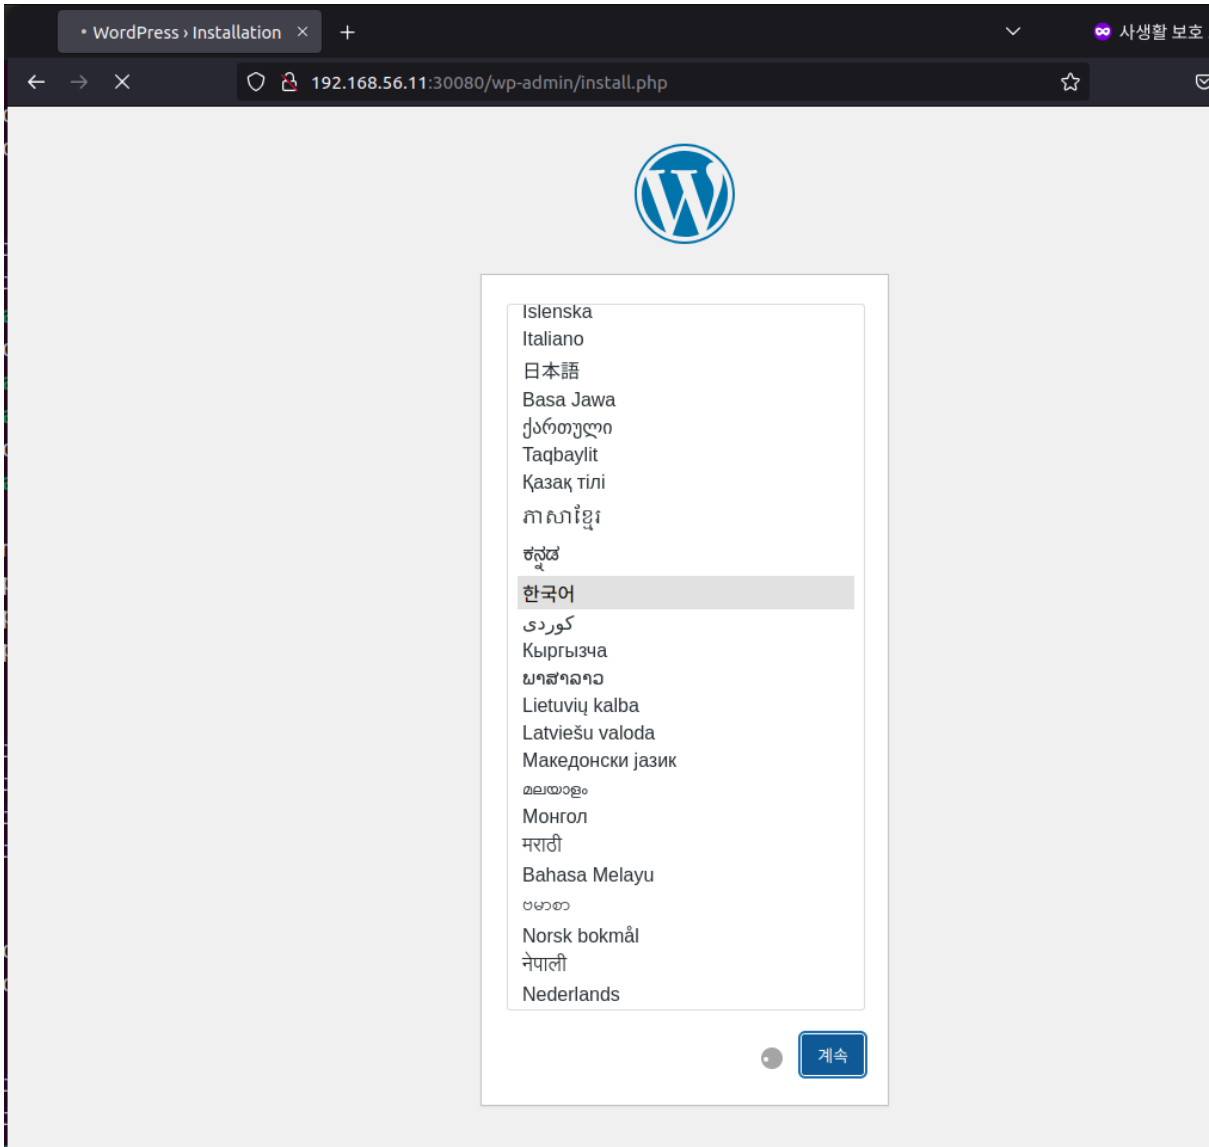 • WordPress › Installation
사생활 보호
192.168.56.11:30080/wp-admin/install.php
Íslenska
Italiano
日本語
Basa Jawa
ქართული
Taqbaylit
Қазақ тілі
ភាសាខ្មែរ
ಕನ್ನಡ
한국어
كوردی
Кыргызча
ພາສາລາວ
Lietuvių kalba
Latviešu valoda
Македонски јазик
മലയാളം
Монгол
मराठी
Bahasa Melayu
ဗမာစာ
Norsk bokmål
नेपाली
Nederlands
계속